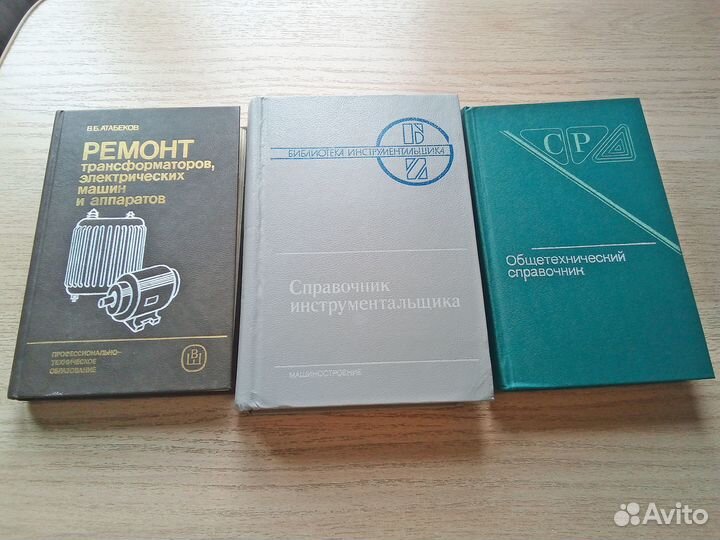 В.Б. АТАБЕКОВ
РЕМОНТ
трансформаторов,
электрических
машин
и аппаратов
ПРОФЕССИОНАЛЬНО-
ТЕХНИЧЕСКОЕ
ОБРАЗОВАНИЕ
БИБЛИОТЕКА ИНСТРУМЕНТАЛЬЩИКА
Справочник
инструментальщика
МАШИНОСТРОЕНИЕ
СР
Общетехнический
справочник
Avito